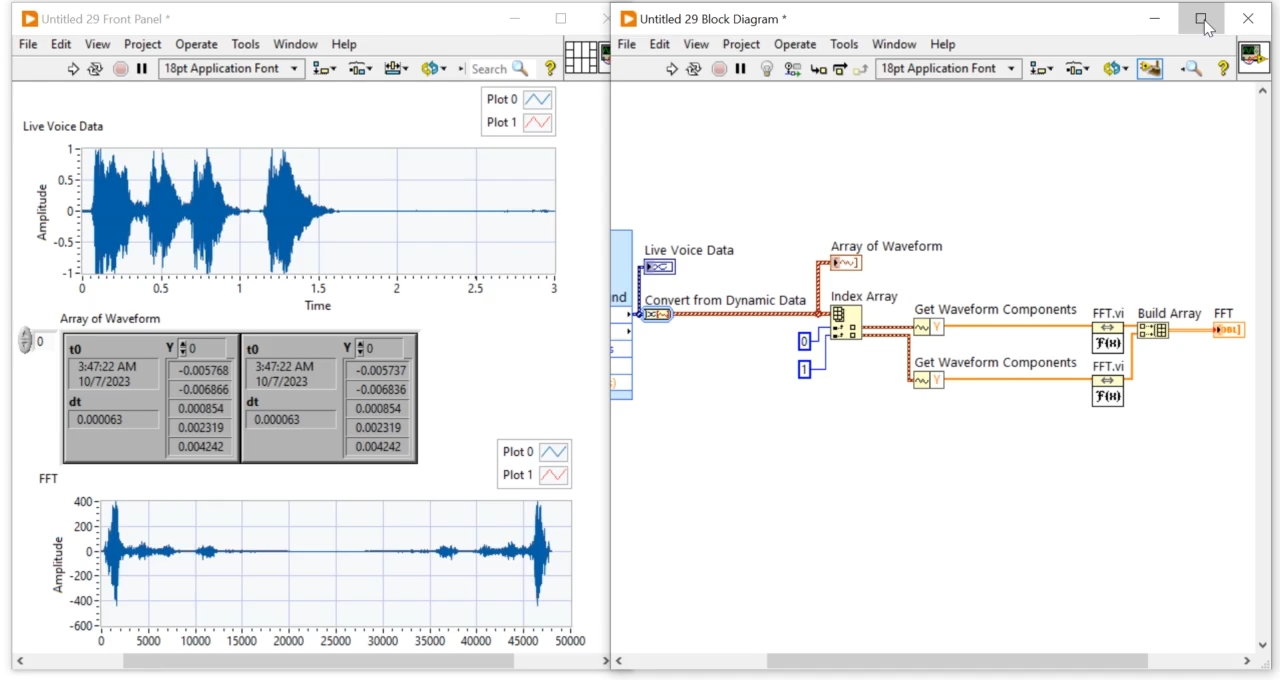 Untitled 29 Front Panel *
File Edit View Project Operate Tools Window Help
18pt Application Font
Search
Plot 0
Plot 1
Live Voice Data
Amplitude
1
0.5
0
-0.5
-1
0 0.5 1 1.5 2 2.5 3
Time
Array of Waveform
0
t0 Y 0 t0 Y 0
3:47:22 AM -0.005768 3:47:22 AM -0.005737
10/7/2023 -0.006866 10/7/2023 -0.006836
dt 0.000854 dt 0.000854
0.000063 0.002319 0.000063 0.002319
0.004242 0.004242
Plot 0
Plot 1
FFT
Amplitude
400
200
0
-200
-400
-600
0 5000 10000 15000 20000 25000 30000 35000 40000 45000 50000
Untitled 29 Block Diagram *
File Edit View Project Operate Tools Window Help
18pt Application Font
Live Voice Data
Array of Waveform
nd
Convert from Dynamic Data
Index Array
Get Waveform Components
FFT.vi
Build Array
FFT
Y
F(x)
DBL]
0
1
s
Get Waveform Components
FFT.vi
Y
F(x)